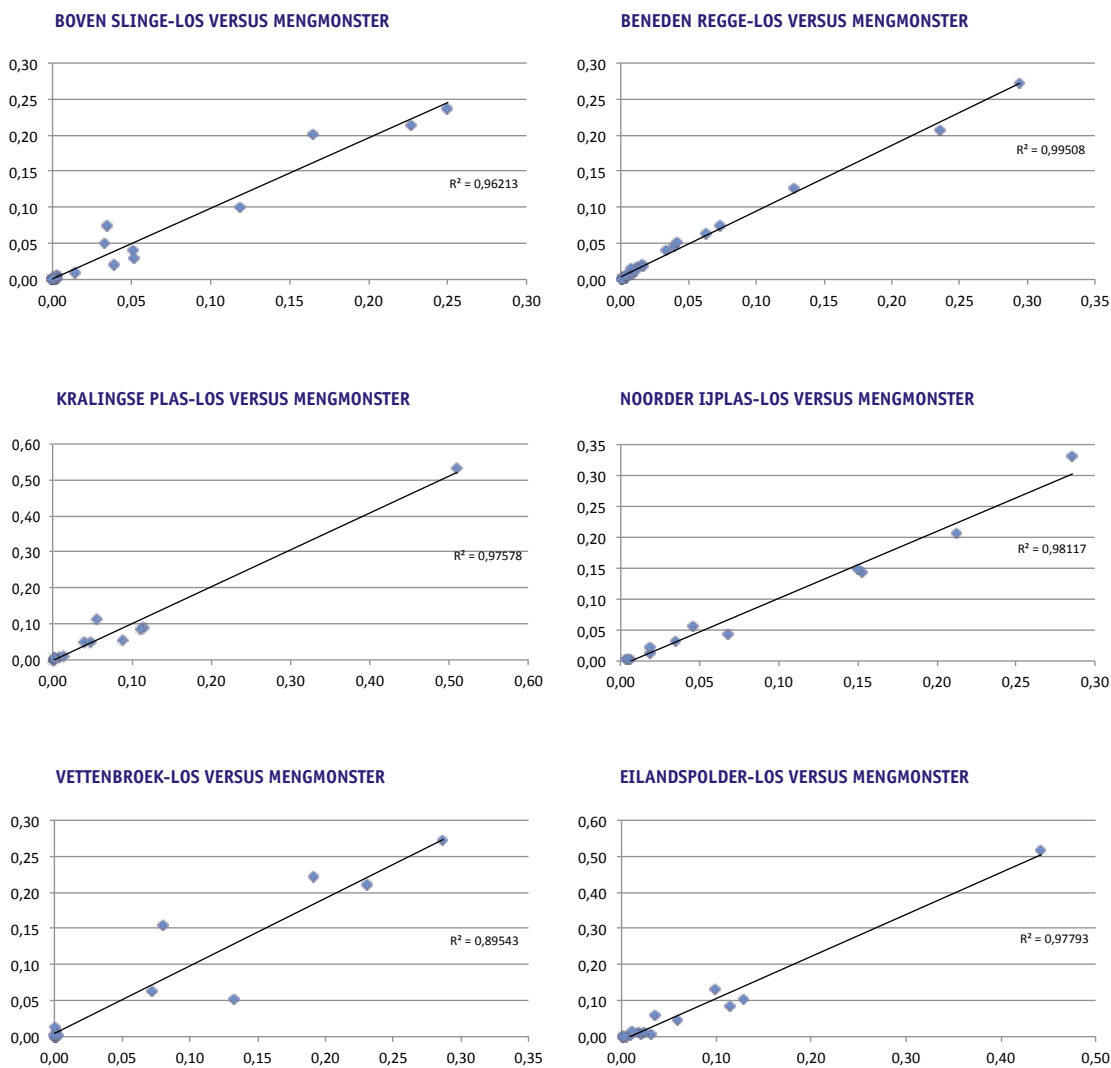 BOVEN SLINGE-LOS VERSUS MENGMONSTER
0,30
0,25
0,20
0,15
0,10
0,05
0,00
R² = 0,96213
0,00 0,05 0,10 0,15 0,20 0,25 0,30
BENEDEN REGGE-LOS VERSUS MENGMONSTER
0,30
0,25
0,20
0,15
0,10
0,05
0,00
R² = 0,99508
0,00 0,05 0,10 0,15 0,20 0,25 0,30 0,35
KRALINGSE PLAS-LOS VERSUS MENGMONSTER
0,60
0,50
0,40
0,30
0,20
0,10
0,00
R² = 0,97578
0,00 0,10 0,20 0,30 0,40 0,50 0,60
NOORDER IJPLAS-LOS VERSUS MENGMONSTER
0,35
0,30
0,25
0,20
0,15
0,10
0,05
0,00
R² = 0,98117
0,00 0,05 0,10 0,15 0,20 0,25 0,30
VETTENBROEK-LOS VERSUS MENGMONSTER
0,30
0,25
0,20
0,15
0,10
0,05
0,00
R² = 0,89543
0,00 0,05 0,10 0,15 0,20 0,25 0,30 0,35
EILANDSPOLDER-LOS VERSUS MENGMONSTER
0,60
0,50
0,40
0,30
0,20
0,10
0,00
R² = 0,97793
0,00 0,10 0,20 0,30 0,40 0,50